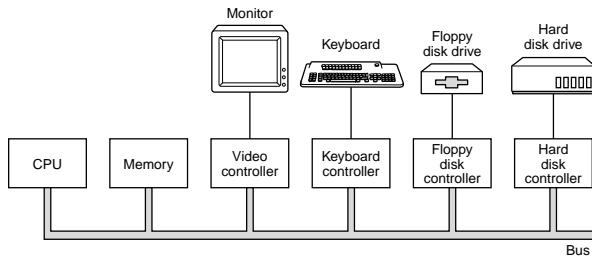 Monitor
Keyboard
Floppy
disk drive
Hard
disk drive
CPU
Memory
Video
controller
Keyboard
controller
Floppy
disk
controller
Hard
disk
controller
Bus